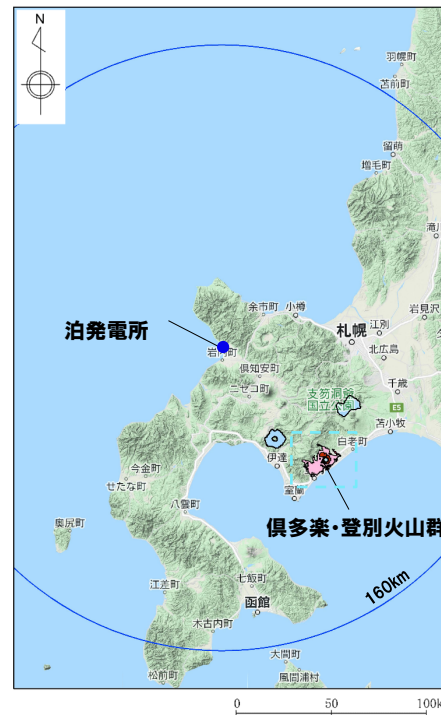 N
羽幌町
苫前町
留萌
増毛町
滝川
余市町
小樽
岩見沢
江別
札幌
泊発電所
岩内町
北広島
倶知安町
ニセコ町
千歳
支笏洞爺
国立公園
E5
苫小牧
白老町
伊達
室蘭
今金町
せたな町
八雲町
倶多楽・登別火山群
奥尻町
七飯町
160km
江差町
函館
木古内町
大間町
松前町
風間浦村
0
50
100k